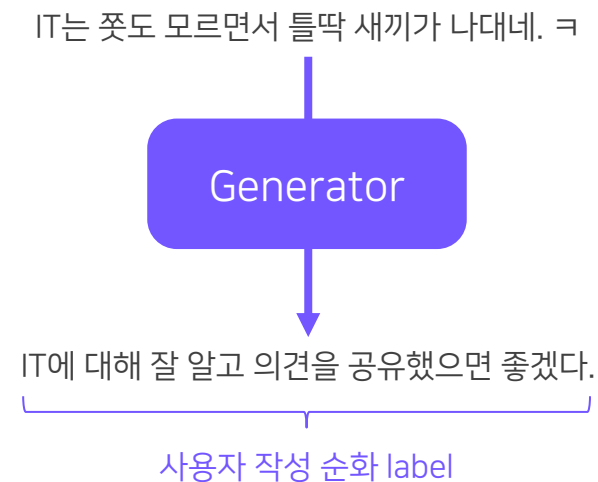 IT는 쫏도 모르면서 틀딱 새끼가 나대네. ㅋ
Generator
IT에 대해 잘 알고 의견을 공유했으면 좋겠다.
사용자 작성 순화 label